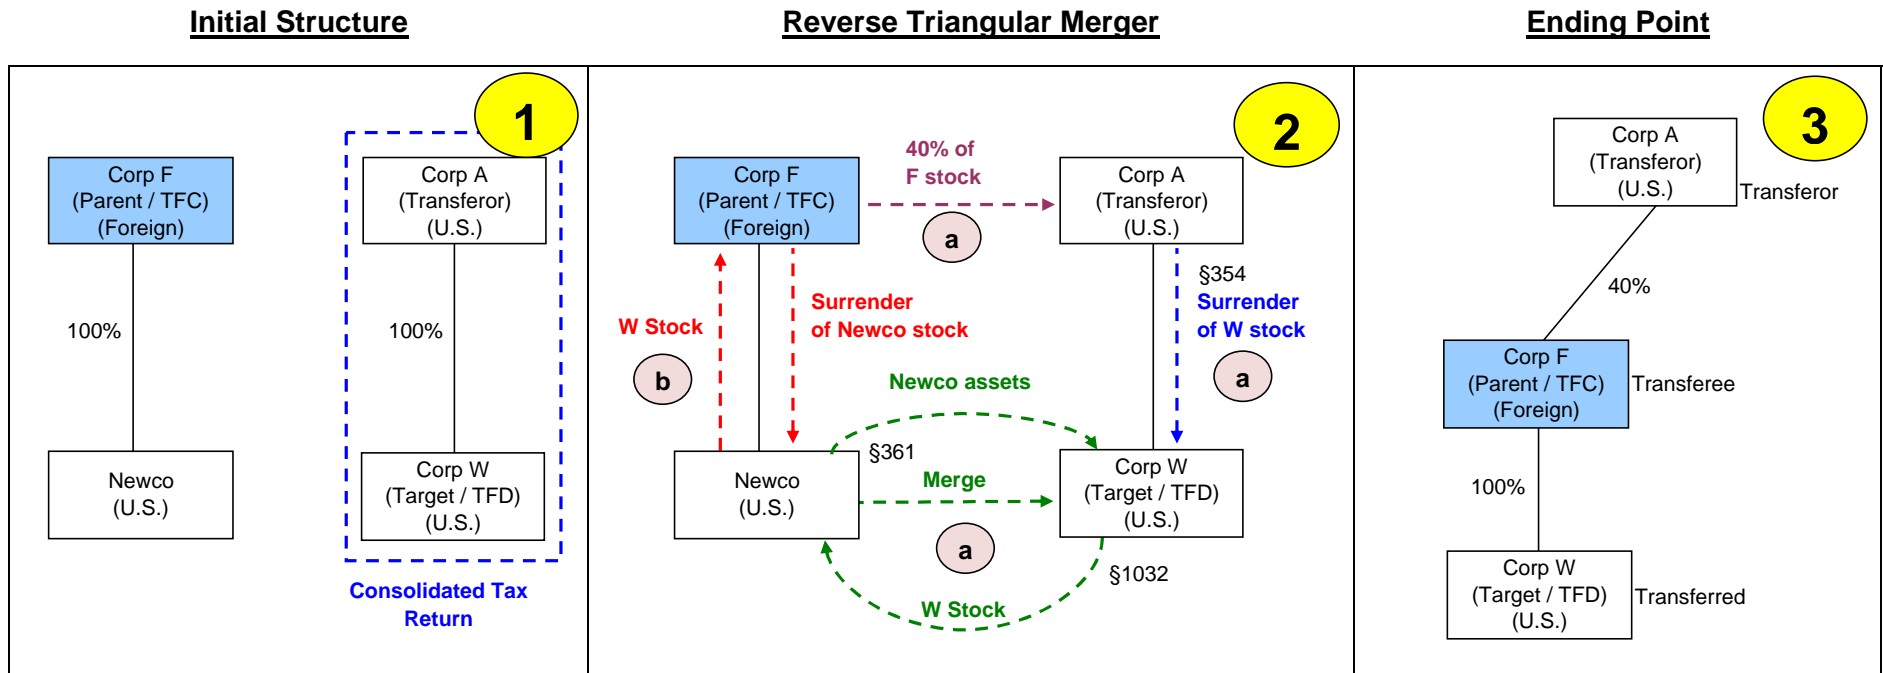 Initial Structure
Reverse Triangular Merger
Ending Point
1
Corp F
(Parent / TFC)
(Foreign)
Corp A
(Transferor)
(U.S.)
100%
100%
Newco
(U.S.)
Corp W
(Target / TFD)
(U.S.)
Consolidated Tax
Return
2
Corp F
(Parent / TFC)
(Foreign)
40% of
F stock
a
Corp A
(Transferor)
(U.S.)
W Stock
b
Surrender
of Newco stock
§354
Surrender
of W stock
a
Newco assets
§361
Newco
(U.S.)
Merge
a
Corp W
(Target / TFD)
(U.S.)
§1032
W Stock
3
Corp A
(Transferor)
(U.S.)
Transferor
40%
Corp F
(Parent / TFC)
(Foreign)
Transferee
100%
Corp W
(Target / TFD)
(U.S.)
Transferred